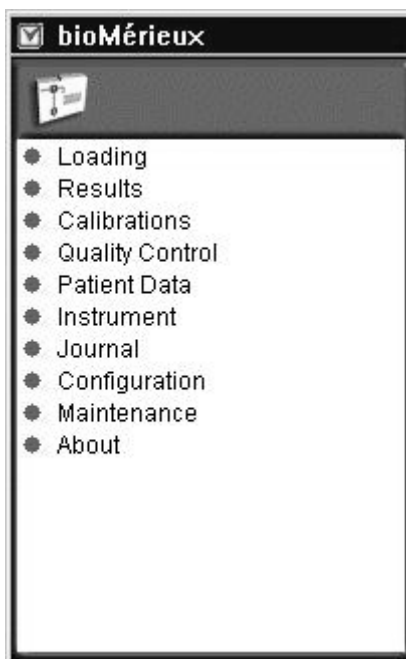 bioMérieux
Loading
Results
Calibrations
Quality Control
Patient Data
Instrument
Journal
Configuration
Maintenance
About